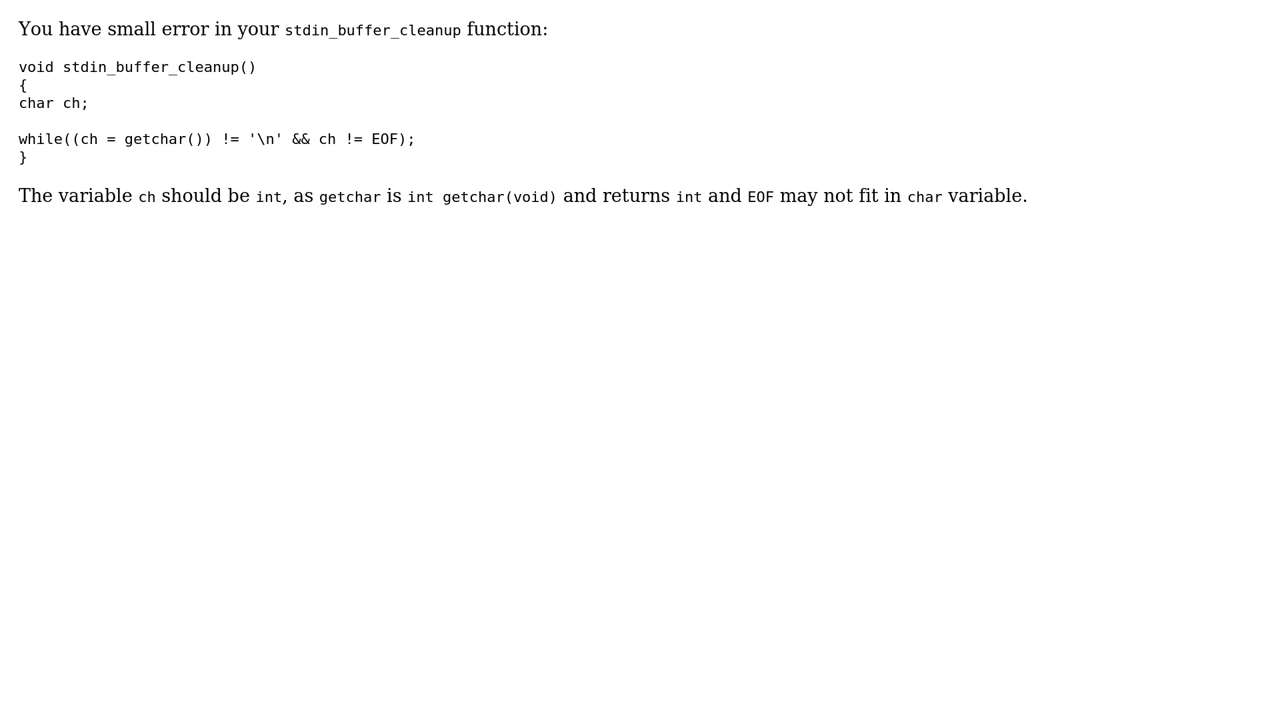 You have small error in your stdin_buffer_cleanup function:
void stdin_buffer_cleanup()
{
char ch;
while((ch = getchar()) != '\n' && ch != EOF);
}
The variable ch should be int, as getchar is int getchar(void) and returns int and EOF may not fit in char variable.